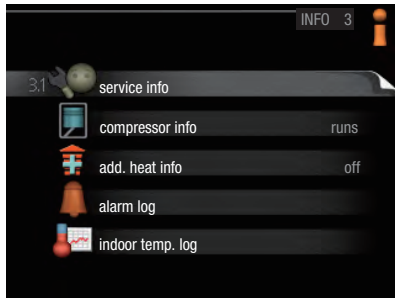 INFO 3
3.1 service info
compressor info runs
add. heat info off
alarm log
indoor temp. log